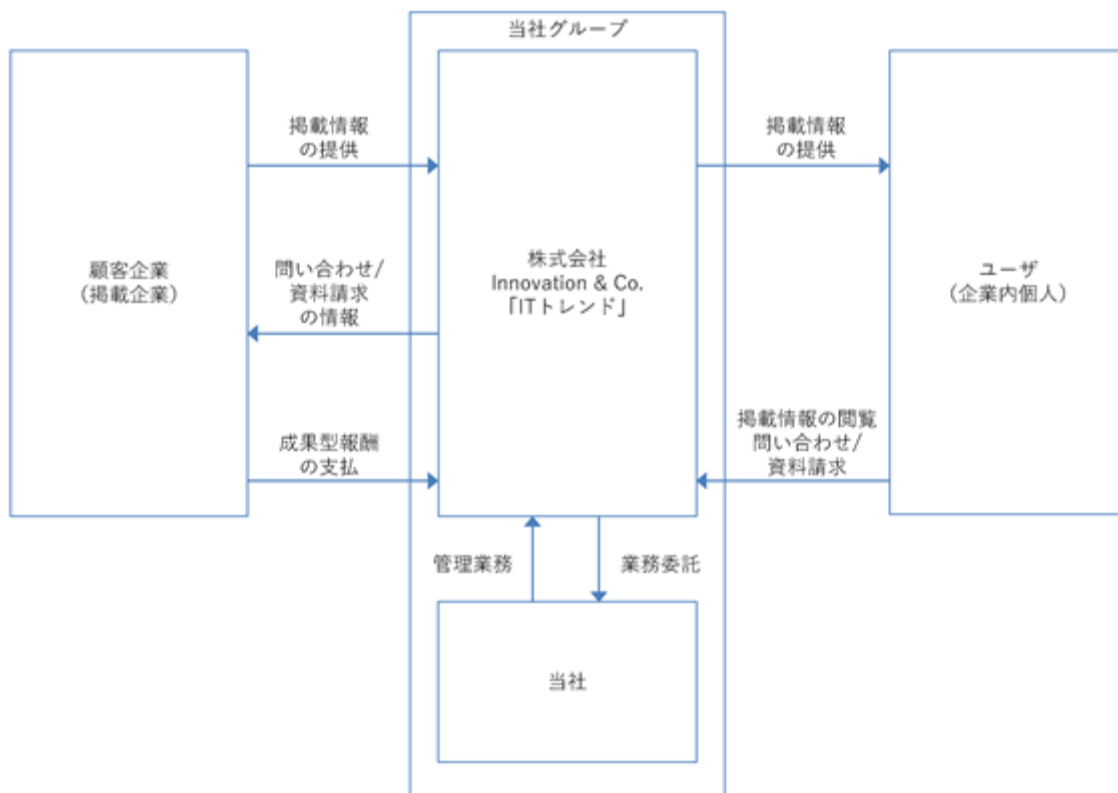 当社グループ
掲載情報
の提供
掲載情報
の提供
顧客企業
(掲載企業)
問い合わせ/
資料請求
の情報
株式会社
Innovation & Co.
「ITトレンド」
ユーザ
(企業内個人)
成果型報酬
の支払
掲載情報の閲覧
問い合わせ/
資料請求
管理業務
業務委託
当社